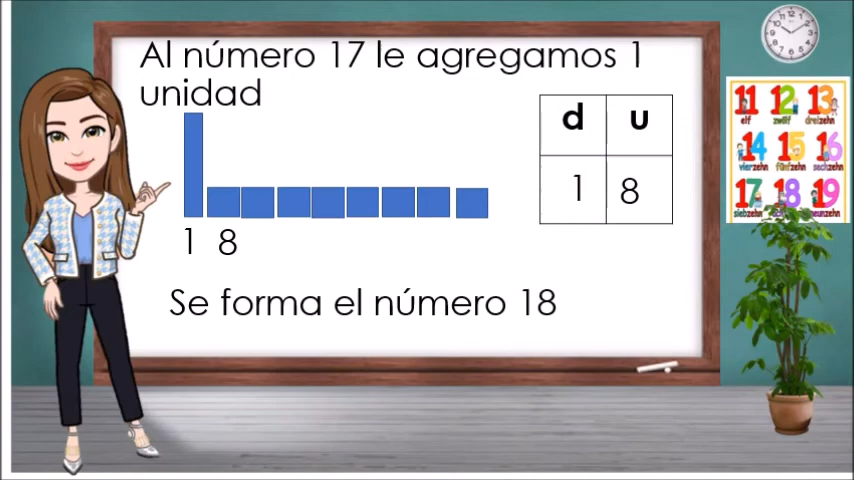 Al número 17 le agregamos 1
unidad
d u
1 8
1 8
Se forma el número 18
11 12 13
elf zwölf dreizehn
14 15 16
vierzehn fünfzehn sechzehn
17 18 19
siebzehn neunzehn